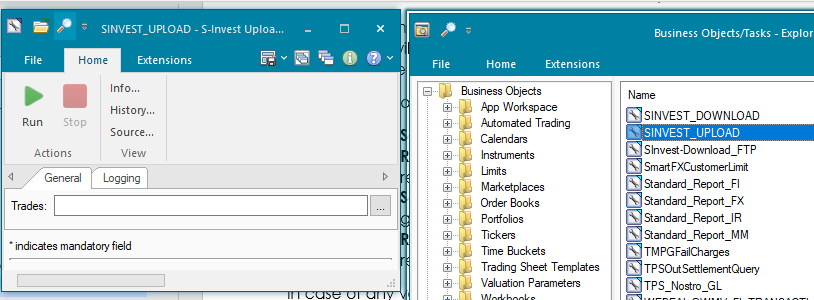 SINVEST_UPLOAD - S-Invest Uploa...
File Home Extensions
Run
Stop
Actions
Info...
History...
Source...
View
General
Logging
Trades:
...
* indicates mandatory field
in case of any
Business Objects/Tasks - Explor
File
Home
Extensions
Business Objects
App Workspace
Automated Trading
Calendars
Instruments
Limits
Marketplaces
Order Books
Portfolios
Tickers
Time Buckets
Trading Sheet Templates
Valuation Parameters
Workbooks
Name
SINVEST_DOWNLOAD
SINVEST_UPLOAD
SInvest-Download_FTP
SmartFXCustomerLimit
Standard_Report_FI
Standard_Report_FX
Standard_Report_IR
Standard_Report_MM
TMPGFailCharges
TPSOutSettlementQuery
TPS_Nostro_GL